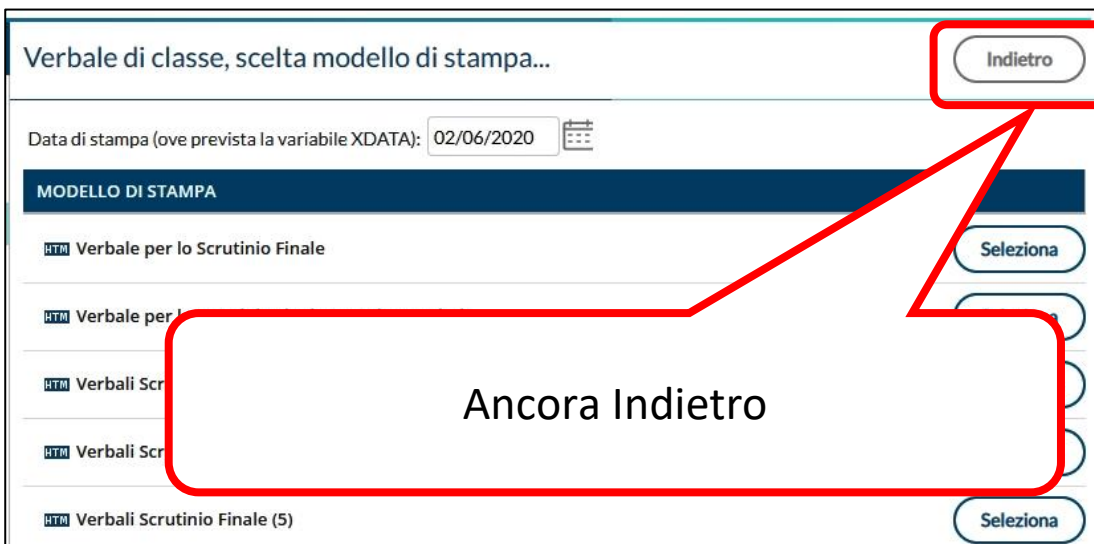 Verbale di classe, scelta modello di stampa...
Indietro
Data di stampa (ove prevista la variabile XDATA): 02/06/2020
MODELLO DI STAMPA
HTM Verbale per lo Scrutinio Finale
Seleziona
HTM Verbale per
HTM Verbali Scr
Ancora Indietro
HTM Verbali Scr
HTM Verbali Scrutinio Finale (5)
Seleziona